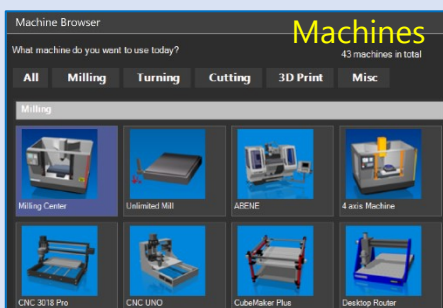 Machine Browser
Machines
What machine do you want to use today?
43 machines in total
All Milling Turning Cutting 3D Print Misc
Milling
Milling Center Unlimited Mill ABENE 4 axis Machine
CNC 3018 Pro CNC UNO CubeMaker Plus Desktop Router